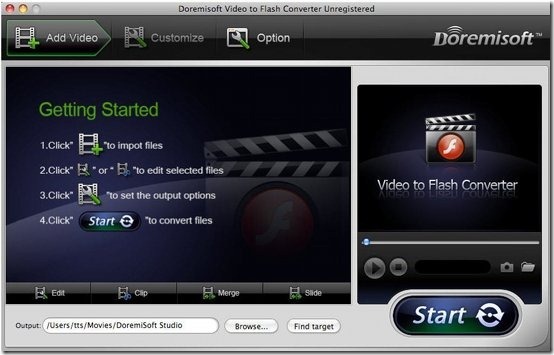 Doremisoft Video to Flash Converter Unregistered
Add Video
Customize
Option
DOREMISOFT™
Getting Started
1.Click" "to impot files
2.Click" " or " "to edit selected files
3.Click" "to set the output options
4.Click" Start "to convert files
Video to Flash Converter
Edit
Clip
Merge
Slide
Start
Output: /Users/tts/Movies/DoremiSoft Studio
Browse...
Find target